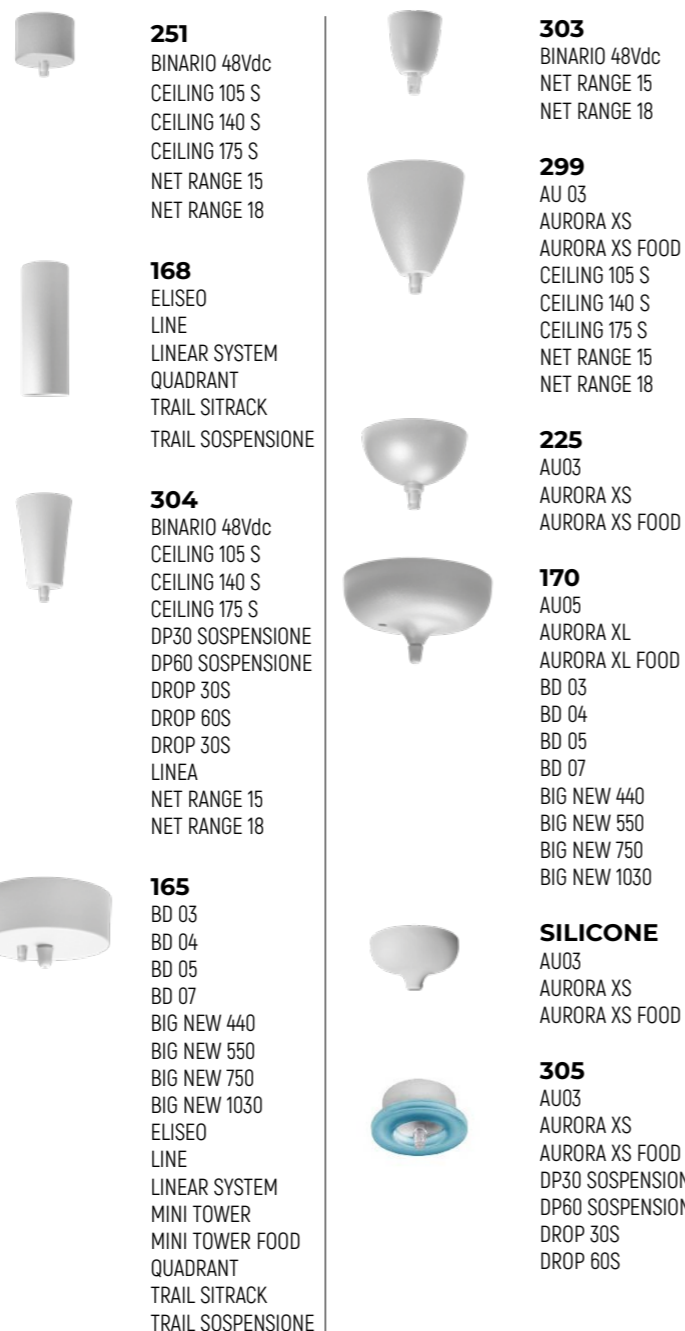 251
BINARIO 48Vdc
CEILING 105 S
CEILING 140 S
CEILING 175 S
NET RANGE 15
NET RANGE 18
168
ELISEO
LINE
LINEAR SYSTEM
QUADRANT
TRAIL SITRACK
TRAIL SOSPENSIONE
304
BINARIO 48Vdc
CEILING 105 S
CEILING 140 S
CEILING 175 S
DP30 SOSPENSIONE
DP60 SOSPENSIONE
DROP 30S
DROP 60S
DROP 30S
LINEA
NET RANGE 15
NET RANGE 18
165
BD 03
BD 04
BD 05
BD 07
BIG NEW 440
BIG NEW 550
BIG NEW 750
BIG NEW 1030
ELISEO
LINE
LINEAR SYSTEM
MINI TOWER
MINI TOWER FOOD
QUADRANT
TRAIL SITRACK
TRAIL SOSPENSIONE
303
BINARIO 48Vdc
NET RANGE 15
NET RANGE 18
299
AU 03
AURORA XS
AURORA XS FOOD
CEILING 105 S
CEILING 140 S
CEILING 175 S
NET RANGE 15
NET RANGE 18
225
AU03
AURORA XS
AURORA XS FOOD
170
AU05
AURORA XL
AURORA XL FOOD
BD 03
BD 04
BD 05
BD 07
BIG NEW 440
BIG NEW 550
BIG NEW 750
BIG NEW 1030
SILICONE
AU03
AURORA XS
AURORA XS FOOD
305
AU03
AURORA XS
AURORA XS FOOD
DP30 SOSPENSION
DP60 SOSPENSION
DROP 30S
DROP 60S